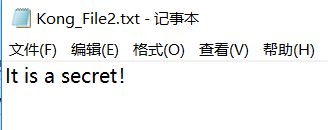 Kong_File2.txt - 记事本
文件(F) 编辑(E) 格式(O) 查看(V) 帮助(H)
It is a secret!